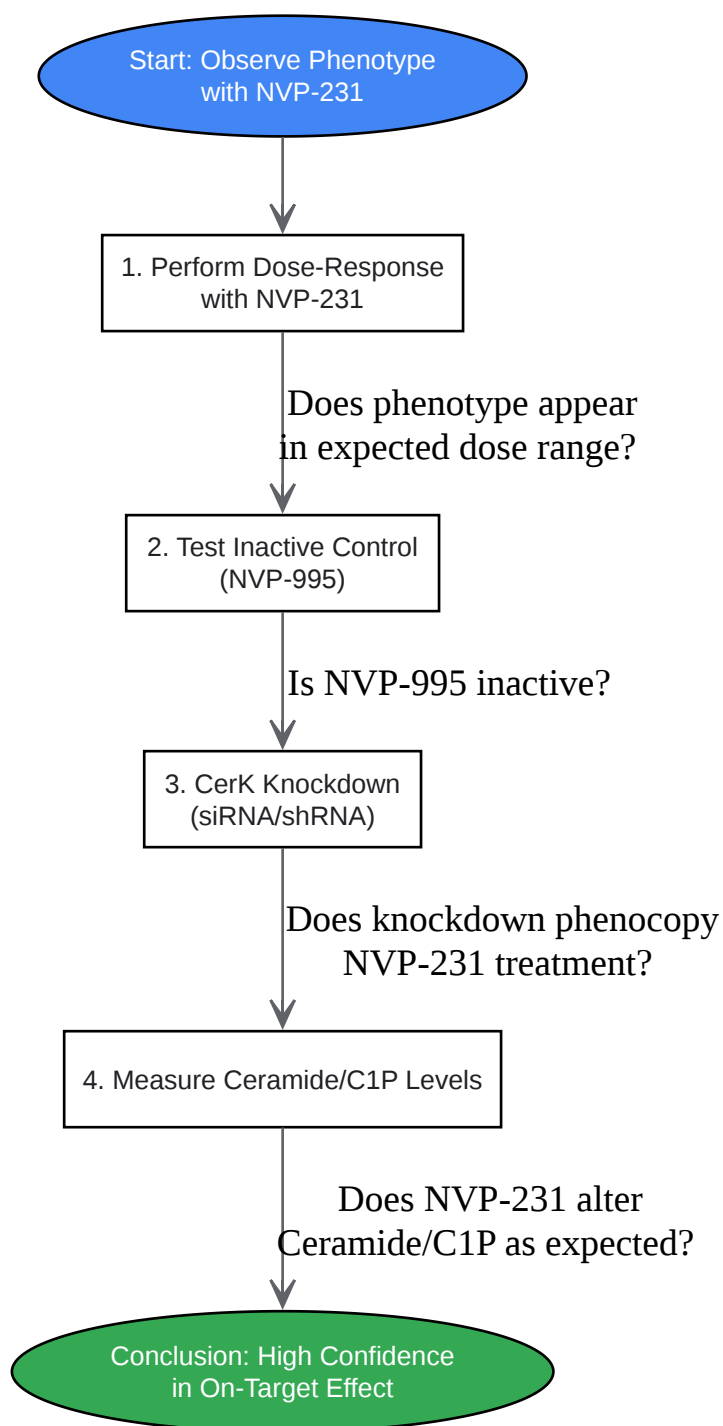 Start: Observe Phenotype
with NVP-231
1. Perform Dose-Response
with NVP-231
Does phenotype appear
in expected dose range?
2. Test Inactive Control
(NVP-995)
Is NVP-995 inactive?
3. CerK Knockdown
(siRNA/shRNA)
Does knockdown phenocopy
NVP-231 treatment?
4. Measure Ceramide/C1P Levels
Does NVP-231 alter
Ceramide/C1P as expected?
Conclusion: High Confidence
in On-Target Effect